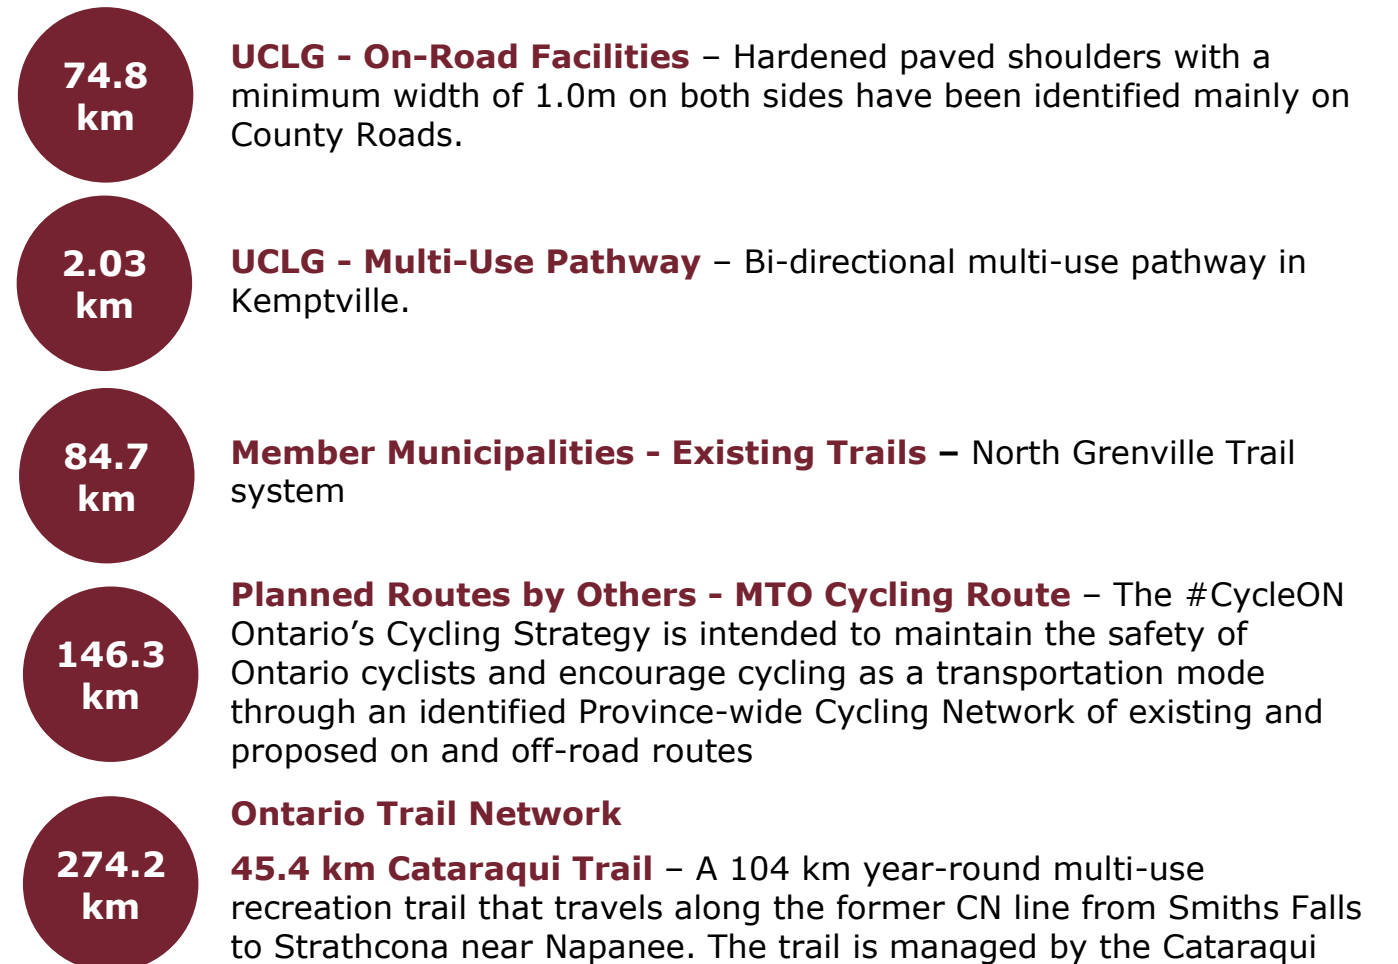 74.8
km
UCLG - On-Road Facilities – Hardened paved shoulders with a
minimum width of 1.0m on both sides have been identified mainly on
County Roads.
2.03
km
UCLG - Multi-Use Pathway – Bi-directional multi-use pathway in
Kemptville.
84.7
km
Member Municipalities - Existing Trails – North Grenville Trail
system
146.3
km
Planned Routes by Others - MTO Cycling Route – The #CycleON
Ontario’s Cycling Strategy is intended to maintain the safety of
Ontario cyclists and encourage cycling as a transportation mode
through an identified Province-wide Cycling Network of existing and
proposed on and off-road routes
274.2
km
Ontario Trail Network
45.4 km Cataraqui Trail – A 104 km year-round multi-use
recreation trail that travels along the former CN line from Smiths Falls
to Strathcona near Napanee. The trail is managed by the Cataraqui